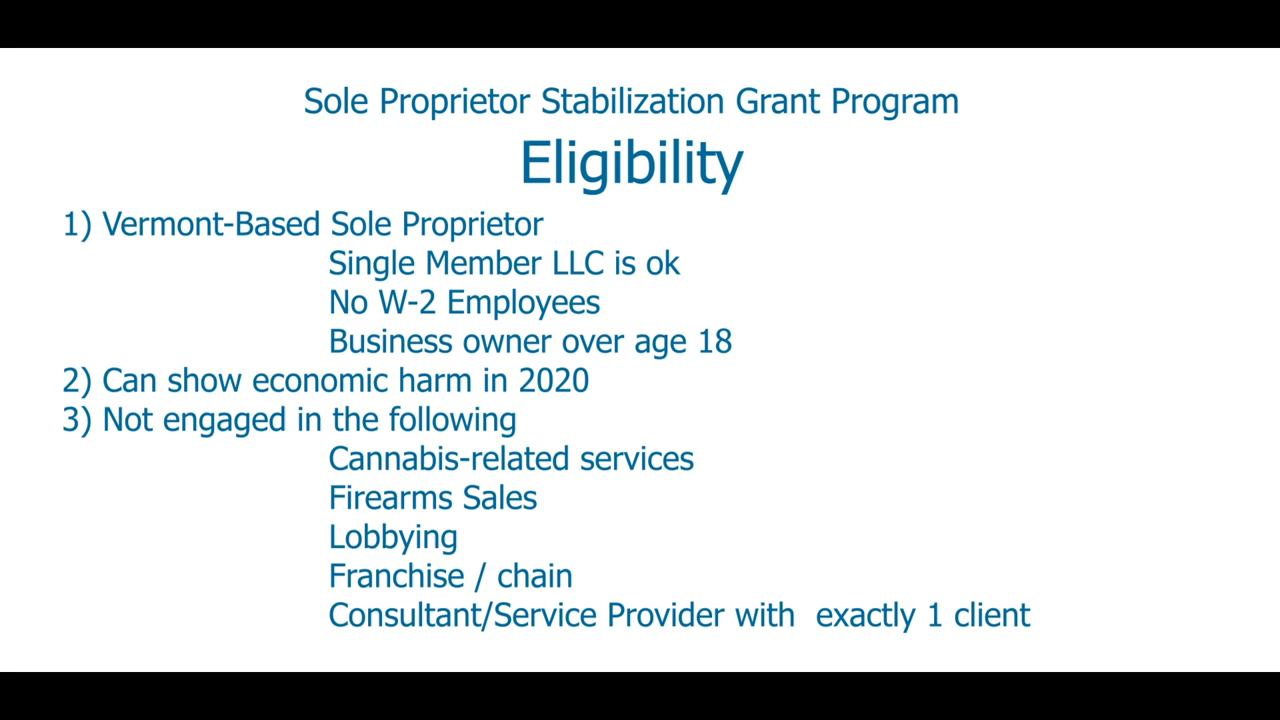 Sole Proprietor Stabilization Grant Program
Eligibility
1) Vermont-Based Sole Proprietor
Single Member LLC is ok
No W-2 Employees
Business owner over age 18
2) Can show economic harm in 2020
3) Not engaged in the following
Cannabis-related services
Firearms Sales
Lobbying
Franchise / chain
Consultant/Service Provider with  exactly 1 client